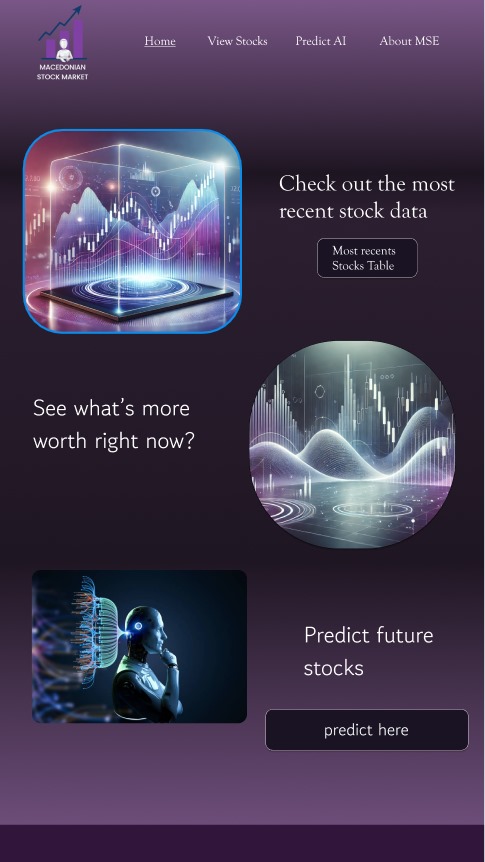 MACEDONIAN
STOCK MARKET
Home View Stocks Predict AI About MSE
Check out the most
recent stock data
Most recents
Stocks Table
See what's more
worth right now?
Predict future
stocks
predict here